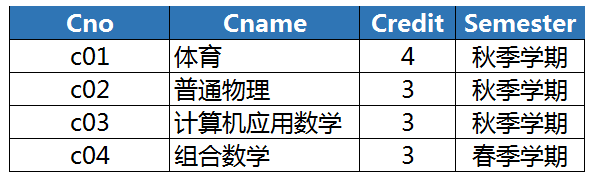 Cno Cname Credit Semester
c01 体育 4 秋季学期
c02 普通物理 3 秋季学期
c03 计算机应用数学 3 秋季学期
c04 组合数学 3 春季学期